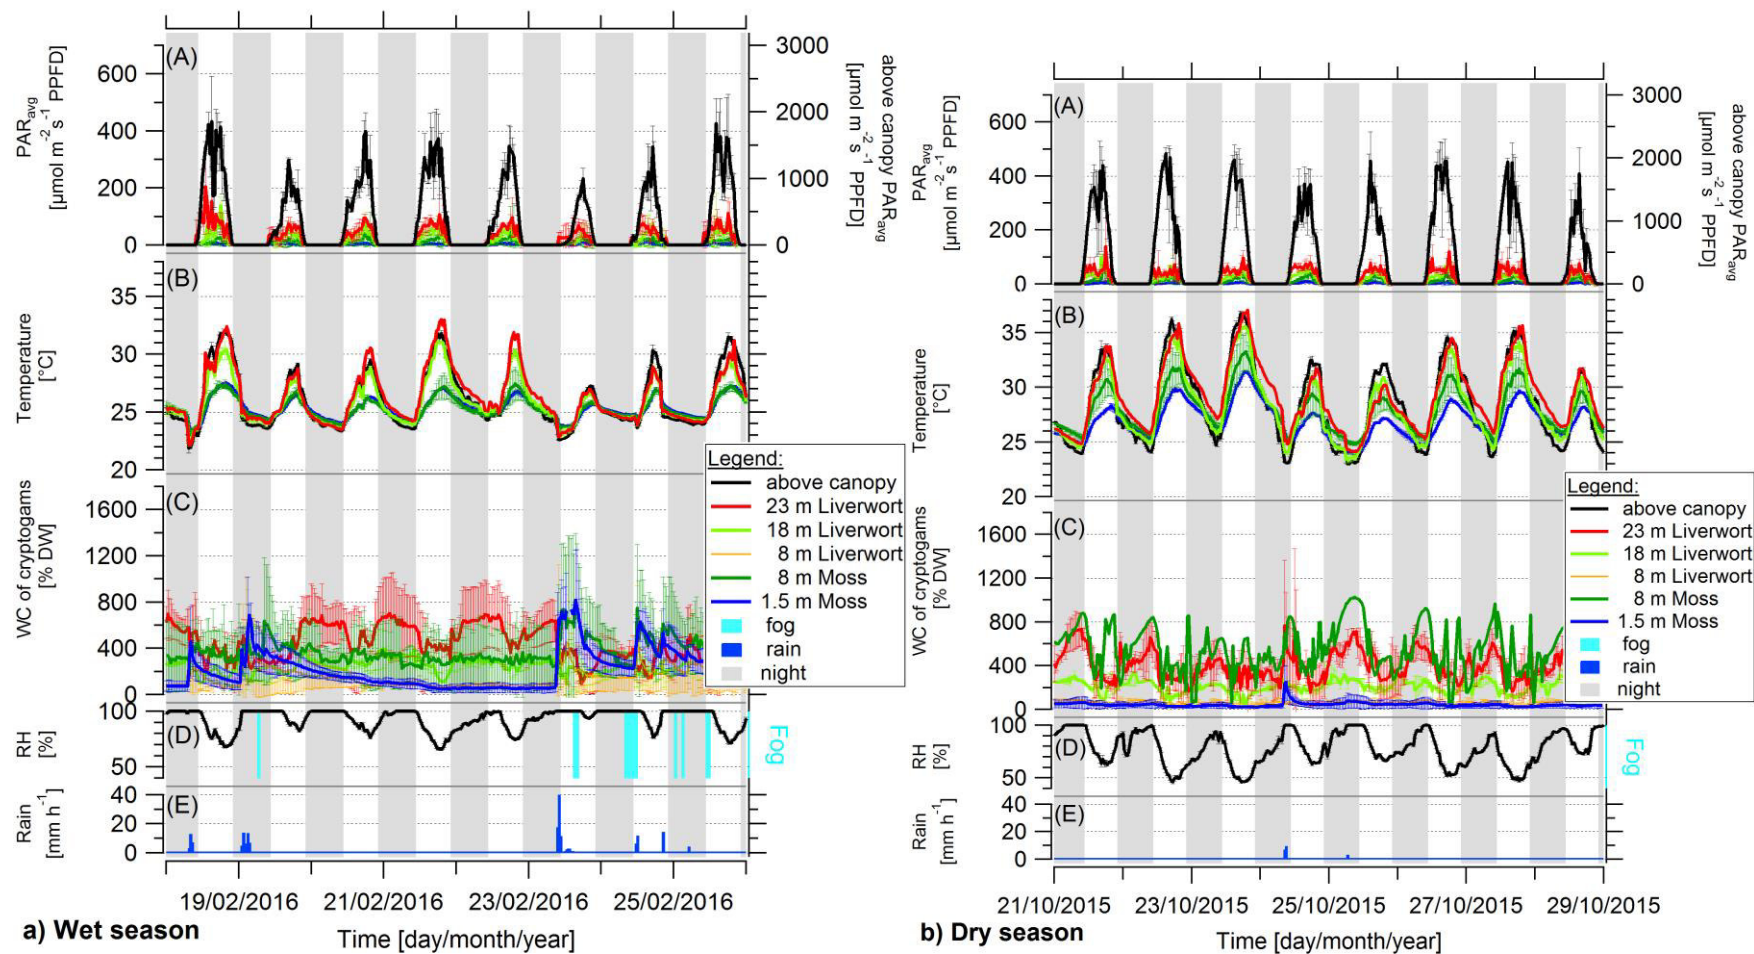 (A)
PARavg
[µmol m-2 s-1 PPFD]
600
400
200
0
3000
2000
1000
0
above canopy PARavg
[µmol m-2 s-1 PPFD]
(B)
Temperature
[°C]
35
30
25
20
(C)
WC of cryptogams
[% DW]
1600
1200
800
400
0
Legend:
above canopy
23 m Liverwort
18 m Liverwort
8 m Liverwort
8 m Moss
1.5 m Moss
fog
rain
night
(D)
RH
[%]
100
50
Fog
(E)
Rain
[mm h-1]
40
20
0
19/02/2016
21/02/2016
23/02/2016
25/02/2016
a) Wet season
Time [day/month/year]
(A)
PARavg
[µmol m-2 s-1 PPFD]
600
400
200
0
3000
2000
1000
0
above canopy PARavg
[µmol m-2 s-1 PPFD]
(B)
Temperature
[°C]
35
30
25
20
(C)
WC of cryptogams
[% DW]
1600
1200
800
400
0
Legend:
above canopy
23 m Liverwort
18 m Liverwort
8 m Liverwort
8 m Moss
1.5 m Moss
fog
rain
night
(D)
RH
[%]
100
50
Fog
(E)
Rain
[mm h-1]
40
20
0
21/10/2015
23/10/2015
25/10/2015
27/10/2015
29/10/2015
b) Dry season
Time [day/month/year]